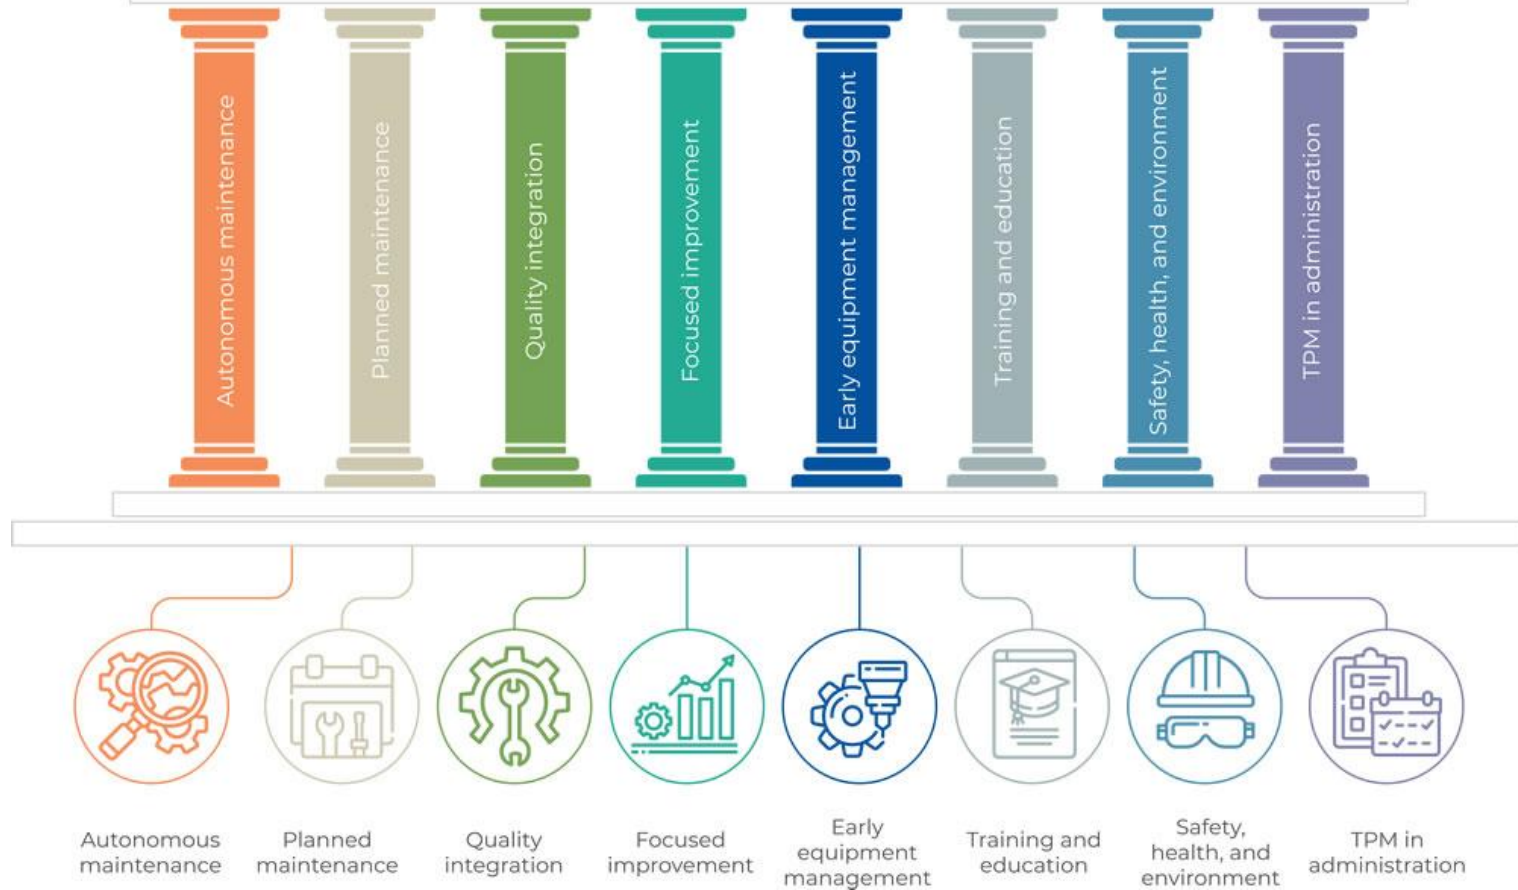 Autonomous maintenance
Planned maintenance
Quality integration
Focused improvement
Early equipment management
Training and education
Safety, health, and environment
TPM in administration
Autonomous
maintenance
Planned
maintenance
Quality
integration
Focused
improvement
Early
equipment
management
Training and
education
Safety,
health, and
environment
TPM in
administration